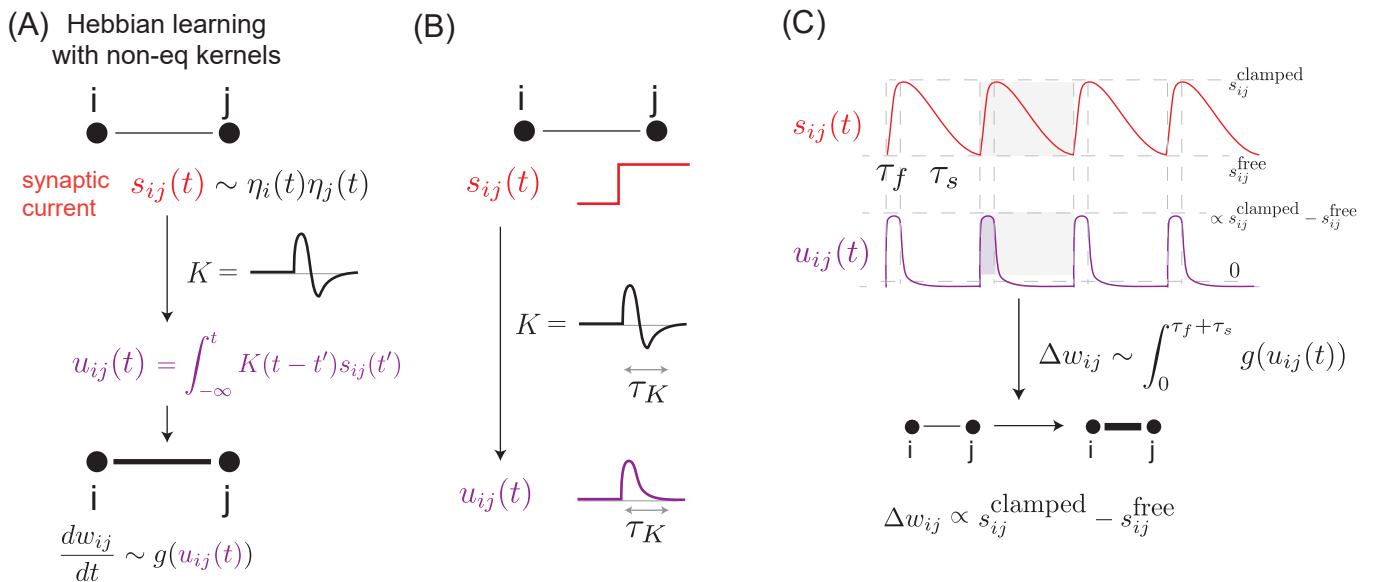 (A)
Hebbian learning
with non-eq kernels
i j
synaptic
current
s_{ij}(t) ∼ η_i(t)η_j(t)
K =
u_{ij}(t) = ∫_{-∞}^{t} K(t − t′)s_{ij}(t′)
i j
dw_{ij}/dt ∼ g(u_{ij}(t))
(B)
i j
s_{ij}(t)
K =
τ_K
u_{ij}(t)
τ_K
(C)
s_{ij}^{clamped}
s_{ij}(t)
τ_f τ_s
s_{ij}^{free}
∝ s_{ij}^{clamped} − s_{ij}^{free}
u_{ij}(t)
0
Δw_{ij} ∼ ∫_{0}^{τ_f+τ_s} g(u_{ij}(t))
i j i j
Δw_{ij} ∝ s_{ij}^{clamped} − s_{ij}^{free}